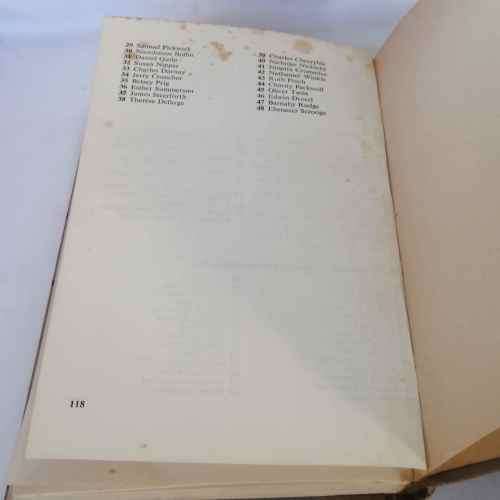 29 Samuel Pickwick
30 Nicodemus Boffin
31 Daniel Quilp
32 Susan Nipper
33 Charles Darnay
34 Jerry Cruncher
35 Betsey Prig
36 Esther Summerson
37 James Steerforth
38 Therese Defarge
39 Charles Cheeryble
40 Nicholas Nickleby
41 Vincent Crummles
42 Nathaniel Winkle
43 Ruth Pinch
44 Charity Pecksniff
45 Oliver Twist
46 Edwin Drood
47 Barnaby Rudge
48 Ebenezer Scrooge
118